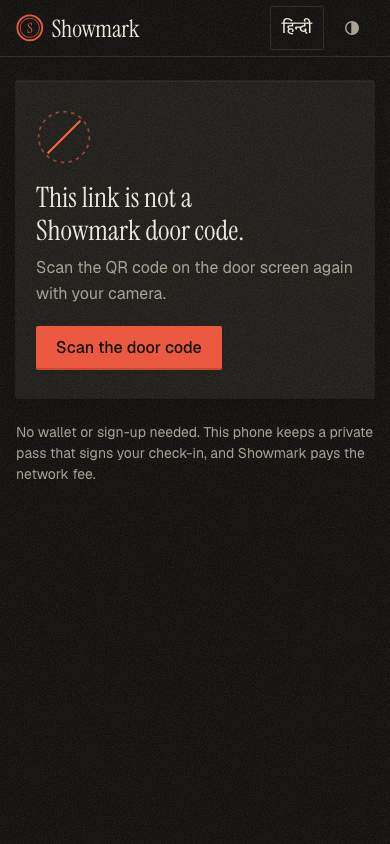 S Showmark हिन्दी
This link is not a
Showmark door code.
Scan the QR code on the door screen again
with your camera.
Scan the door code
No wallet or sign-up needed. This phone keeps a private
pass that signs your check-in, and Showmark pays the
network fee.